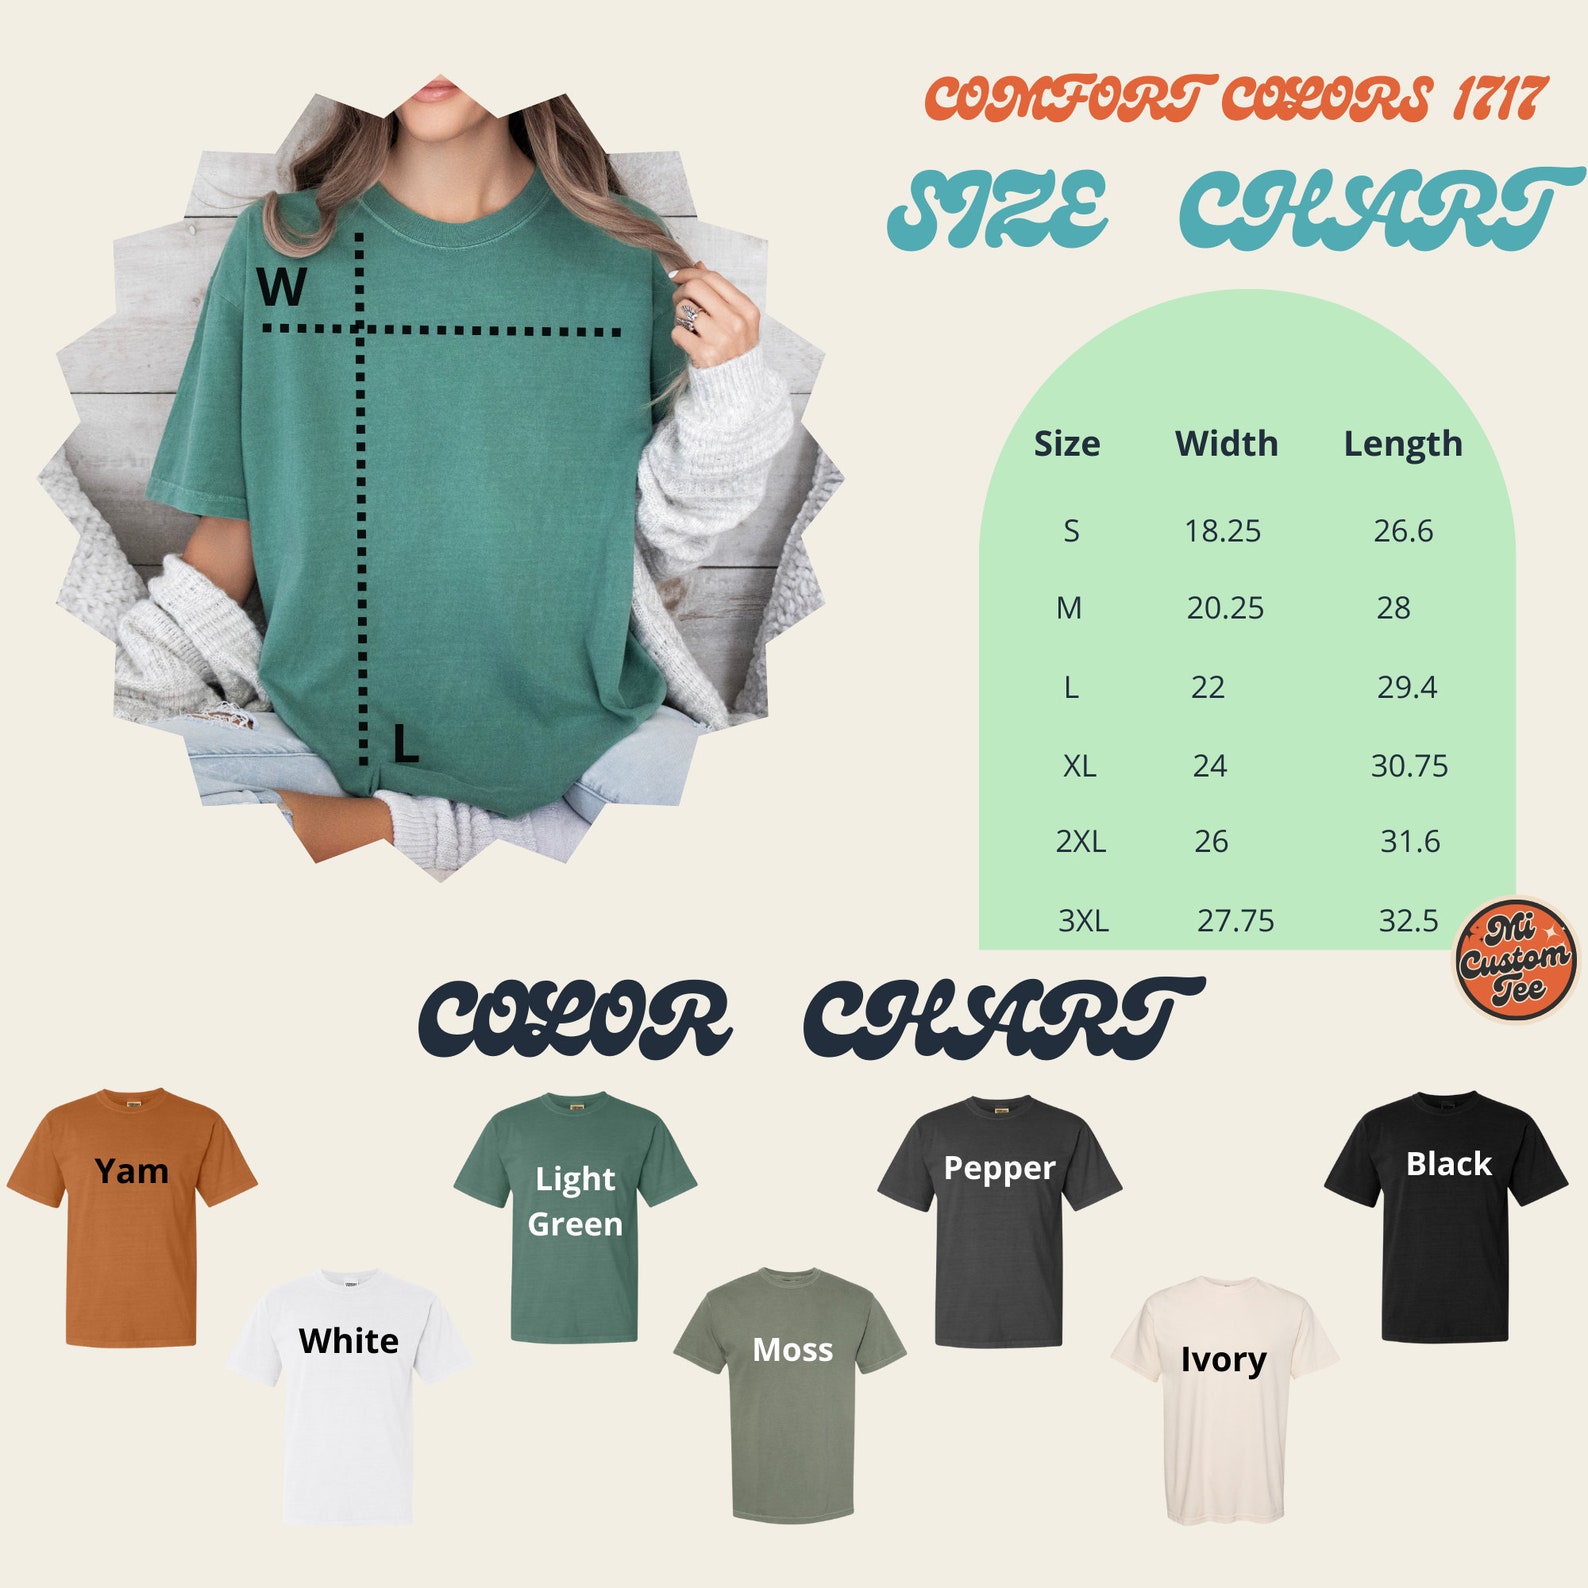 COMFORT COLORS 1717
SIZE CHART
W
L
Size Width Length
S 18.25 26.6
M 20.25 28
L 22 29.4
XL 24 30.75
2XL 26 31.6
3XL 27.75 32.5
Mi
Custom
Tee
COLOR CHART
Yam
Light
Green
Pepper
Black
White
Moss
Ivory